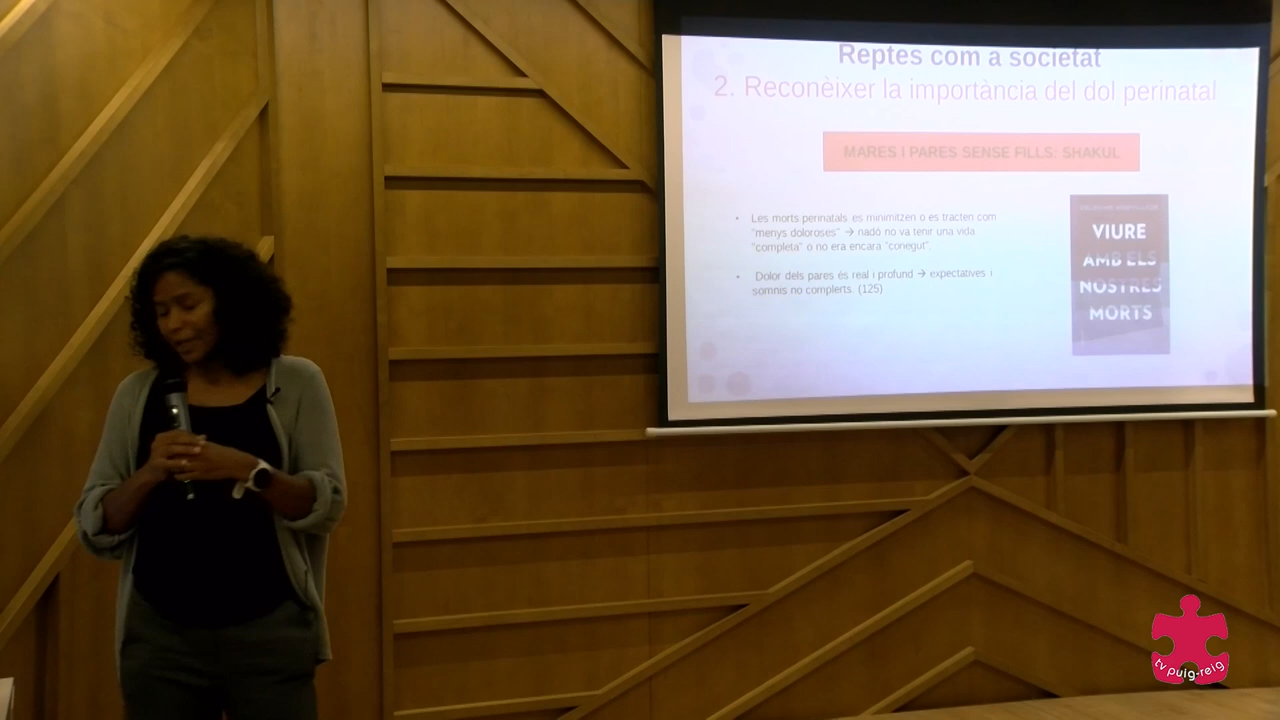 Reptes com a societat
2. Reconèixer la importància del dol perinatal
MARES I PARES SENSE FILLS: SHAKUL
• Les morts perinatals es minimitzen o es tracten com
"menys doloroses" → nadó no va tenir una vida
"completa" o no era encara "conegut".
• Dolor dels pares és real i profund → expectatives i
somnis no complerts. (125)
VIURE
AMB ELS
NOSTRES
MORTS
tv puig-reig